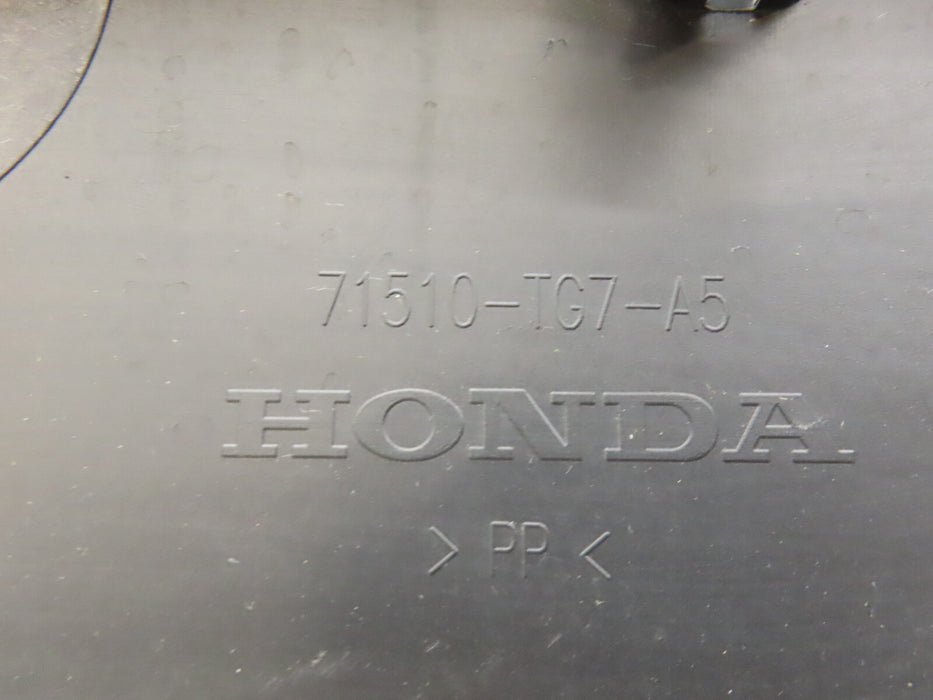 71510-TG7-A5
HONDA
> PP <